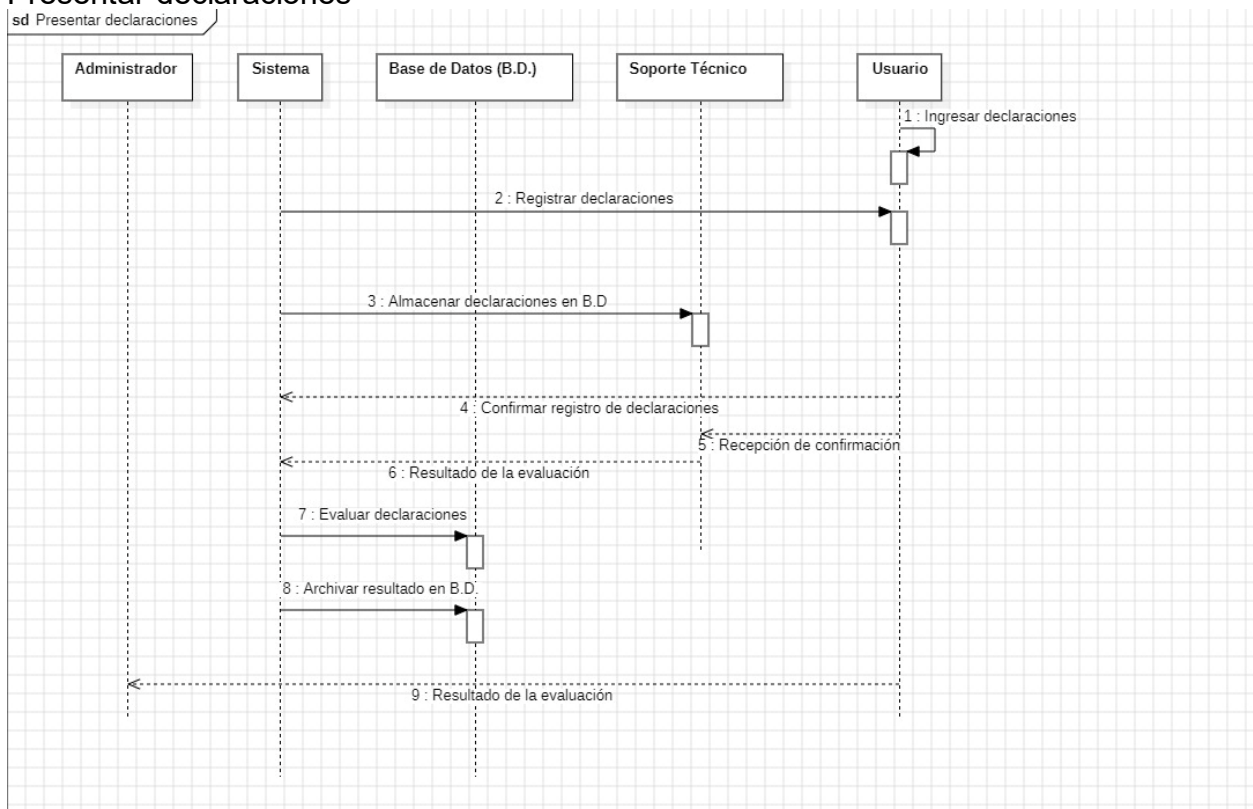 Presentar declaraciones
sd Presentar declaraciones
Administrador
Sistema
Base de Datos (B.D.)
Soporte Técnico
Usuario
1 : Ingresar declaraciones
2 : Registrar declaraciones
3 : Almacenar declaraciones en B.D
4 : Confirmar registro de declaraciones
5 : Recepción de confirmación
6 : Resultado de la evaluación
7 : Evaluar declaraciones
8 : Archivar resultado en B.D.
9 : Resultado de la evaluación